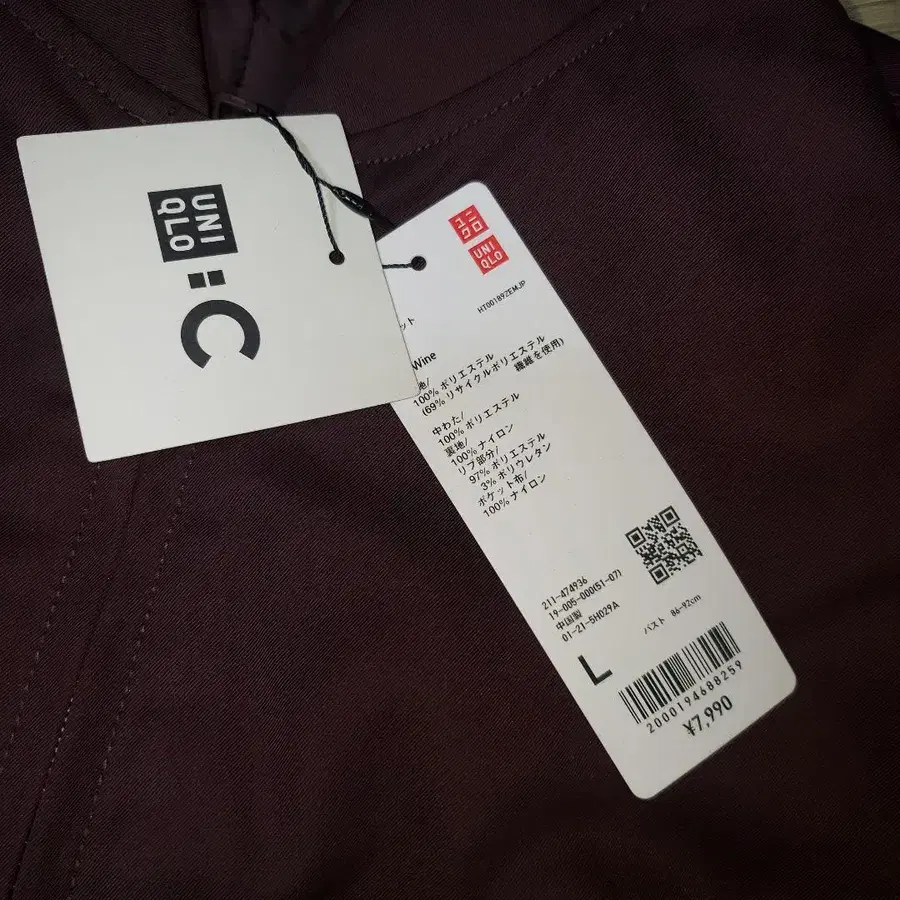 UNI
QLO
: C
ユニ
クロ
UNI
QLO
HT00189ZEMJP
ット
Wine
地/
100% ポリエステル
(69% リサイクルポリエステル
繊維を使用)
中わた/
100% ポリエステル
裏地/
100% ナイロン
リブ部分/
97% ポリエステル
3% ポリウレタン
ポケット布/
100% ナイロン
211-474936
19-005-000(51-07)
中国製
01-21-5H029A
バスト 86-92cm
L
2000194688259
¥7,990